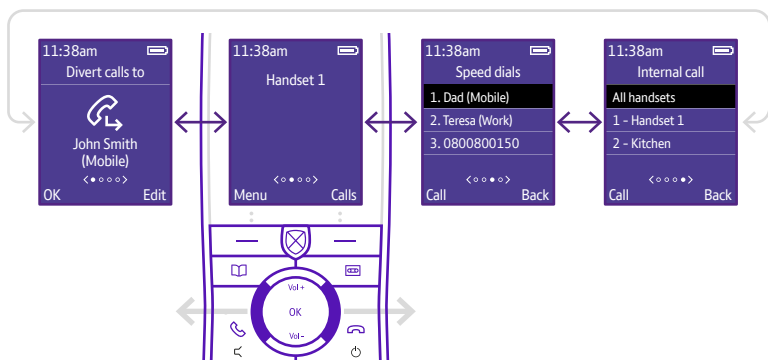 11:38am
Divert calls to
John Smith
(Mobile)
OK Edit
11:38am
Handset 1
Menu Calls
11:38am
Speed dials
1. Dad (Mobile)
2. Teresa (Work)
3. 0800800150
Call Back
11:38am
Internal call
All handsets
1 – Handset 1
2 – Kitchen
Call Back
Vol +
OK
Vol–